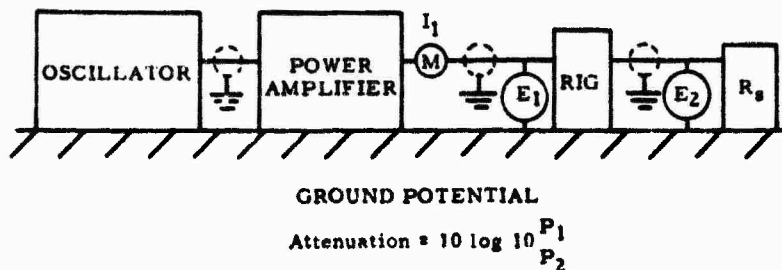 I1
OSCILLATOR
POWER AMPLIFIER
M
E1
RIG
E2
Rs
GROUND POTENTIAL
Attenuation = 10 log 10 P1
P2